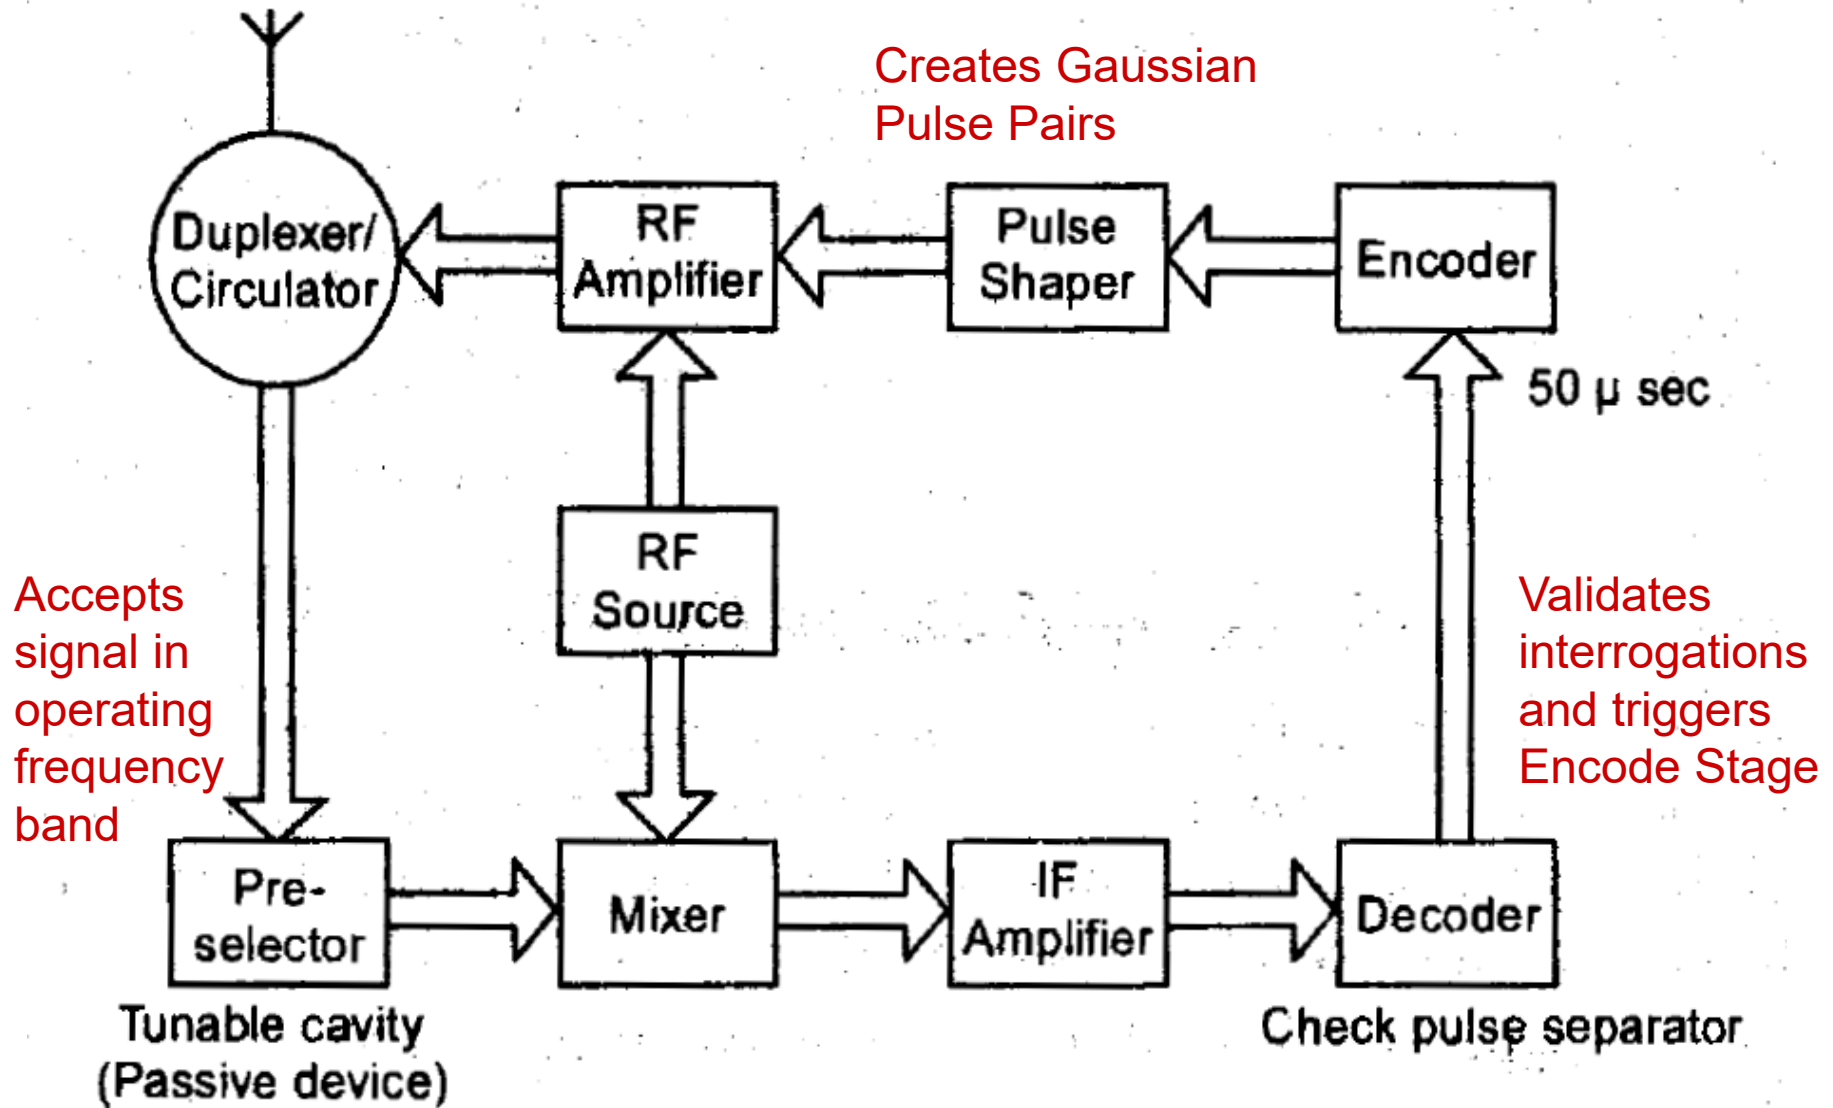 Creates Gaussian
Pulse Pairs
Duplexer/
Circulator
RF
Amplifier
Pulse
Shaper
Encoder
50 μ sec
RF
Source
Accepts
signal in
operating
frequency
band
Validates
interrogations
and triggers
Encode Stage
Pre-
selector
Mixer
IF
Amplifier
Decoder
Tunable cavity
(Passive device)
Check pulse separator